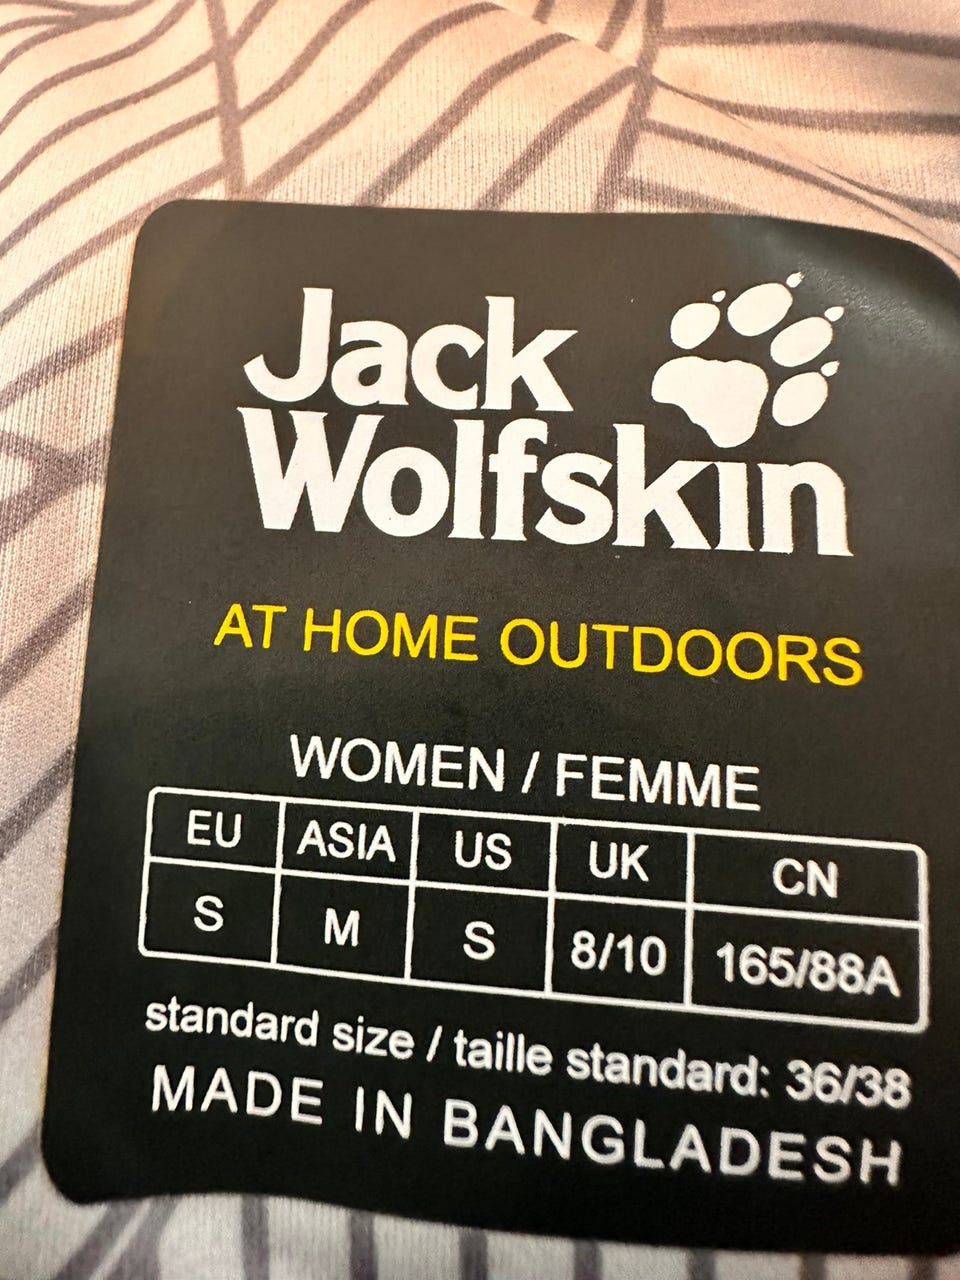 Jack
Wolfskin
AT HOME OUTDOORS
WOMEN / FEMME
EU ASIA US UK CN
S M S 8/10 165/88A
standard size / taille standard: 36/38
MADE IN BANGLADESH